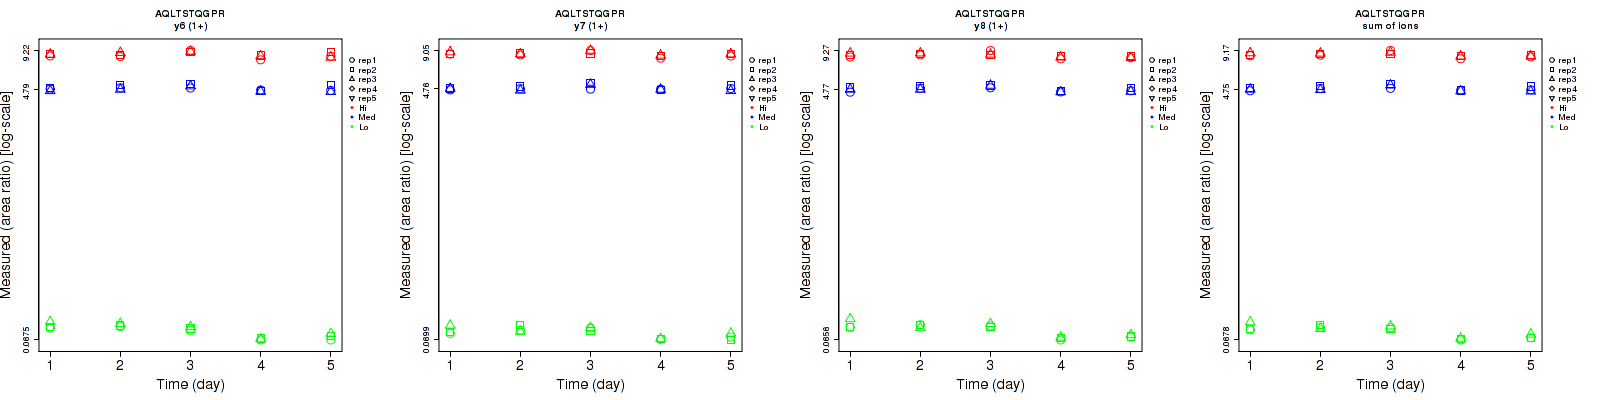 AQLTSTQGPR
y6 (1+)
Measured (area ratio) [log-scale]
9.22
4.79
0.0675
1 2 3 4 5
Time (day)
rep1
rep2
rep3
rep4
rep5
Hi
Med
Lo
AQLTSTQGPR
y7 (1+)
Measured (area ratio) [log-scale]
9.05
4.78
0.0699
1 2 3 4 5
Time (day)
rep1
rep2
rep3
rep4
rep5
Hi
Med
Lo
AQLTSTQGPR
y8 (1+)
Measured (area ratio) [log-scale]
9.27
4.77
0.0656
1 2 3 4 5
Time (day)
rep1
rep2
rep3
rep4
rep5
Hi
Med
Lo
AQLTSTQGPR
sum of ions
Measured (area ratio) [log-scale]
9.17
4.75
0.0678
1 2 3 4 5
Time (day)
rep1
rep2
rep3
rep4
rep5
Hi
Med
Lo